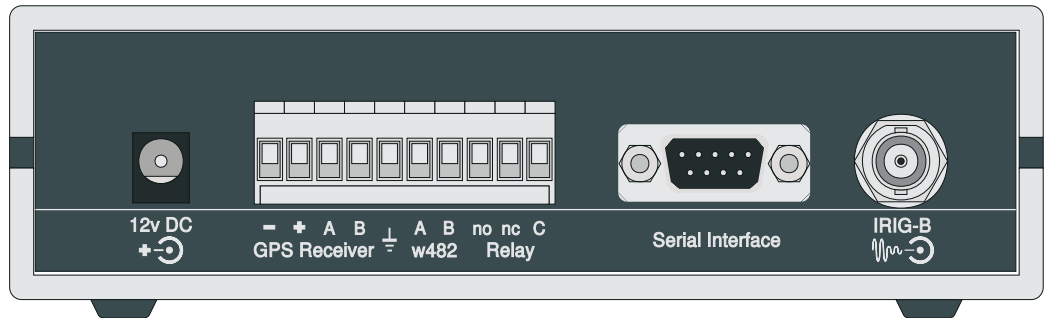 12v DC
- + A B A B no nc C
GPS Receiver w482 Relay
Serial Interface
IRIG-B